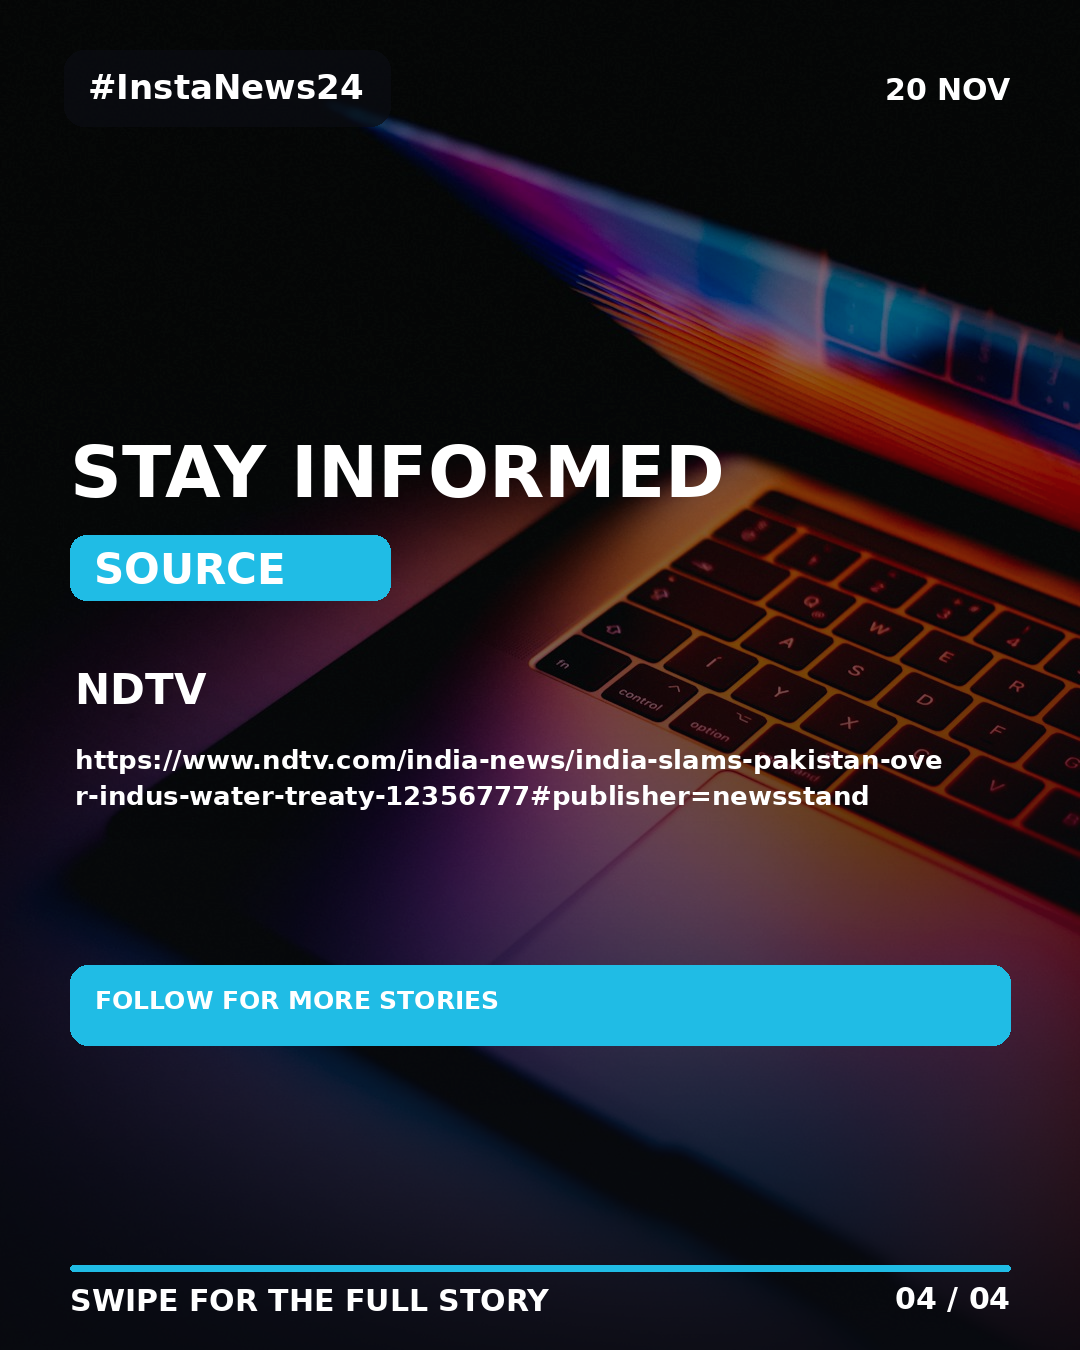 #InstaNews24
20 NOV
STAY INFORMED
SOURCE
NDTV
https://www.ndtv.com/india-news/india-slams-pakistan-ove
r-indus-water-treaty-12356777#publisher=newsstand
FOLLOW FOR MORE STORIES
SWIPE FOR THE FULL STORY
04 / 04